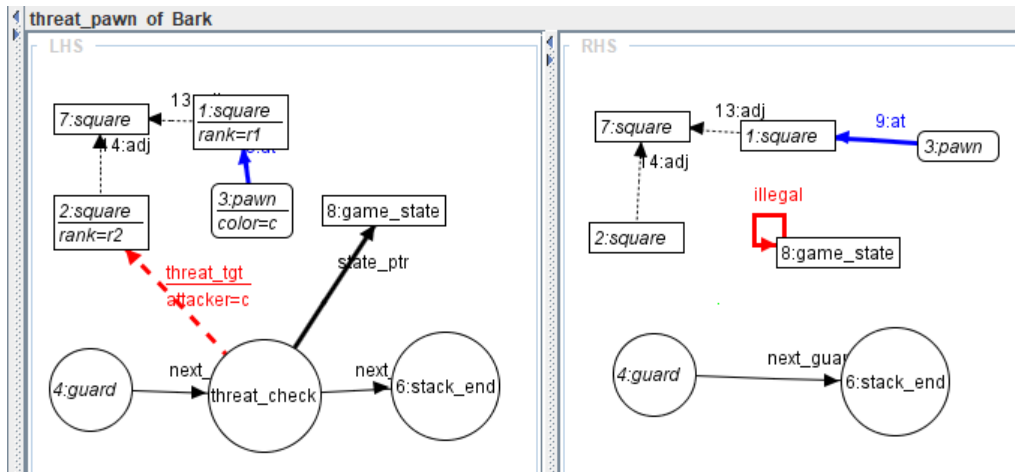 threat_pawn of Bark
LHS
7:square
1:square
rank=r1
14:adj
2:square
rank=r2
3:pawn
color=c
8:game_state
state_ptr
threat_tgt
attacker=c
4:guard
next_
threat_check
next_
6:stack_end
RHS
7:square
13:adj
1:square
9:at
3:pawn
14:adj
2:square
illegal
8:game_state
4:guard
next_gua
6:stack_end